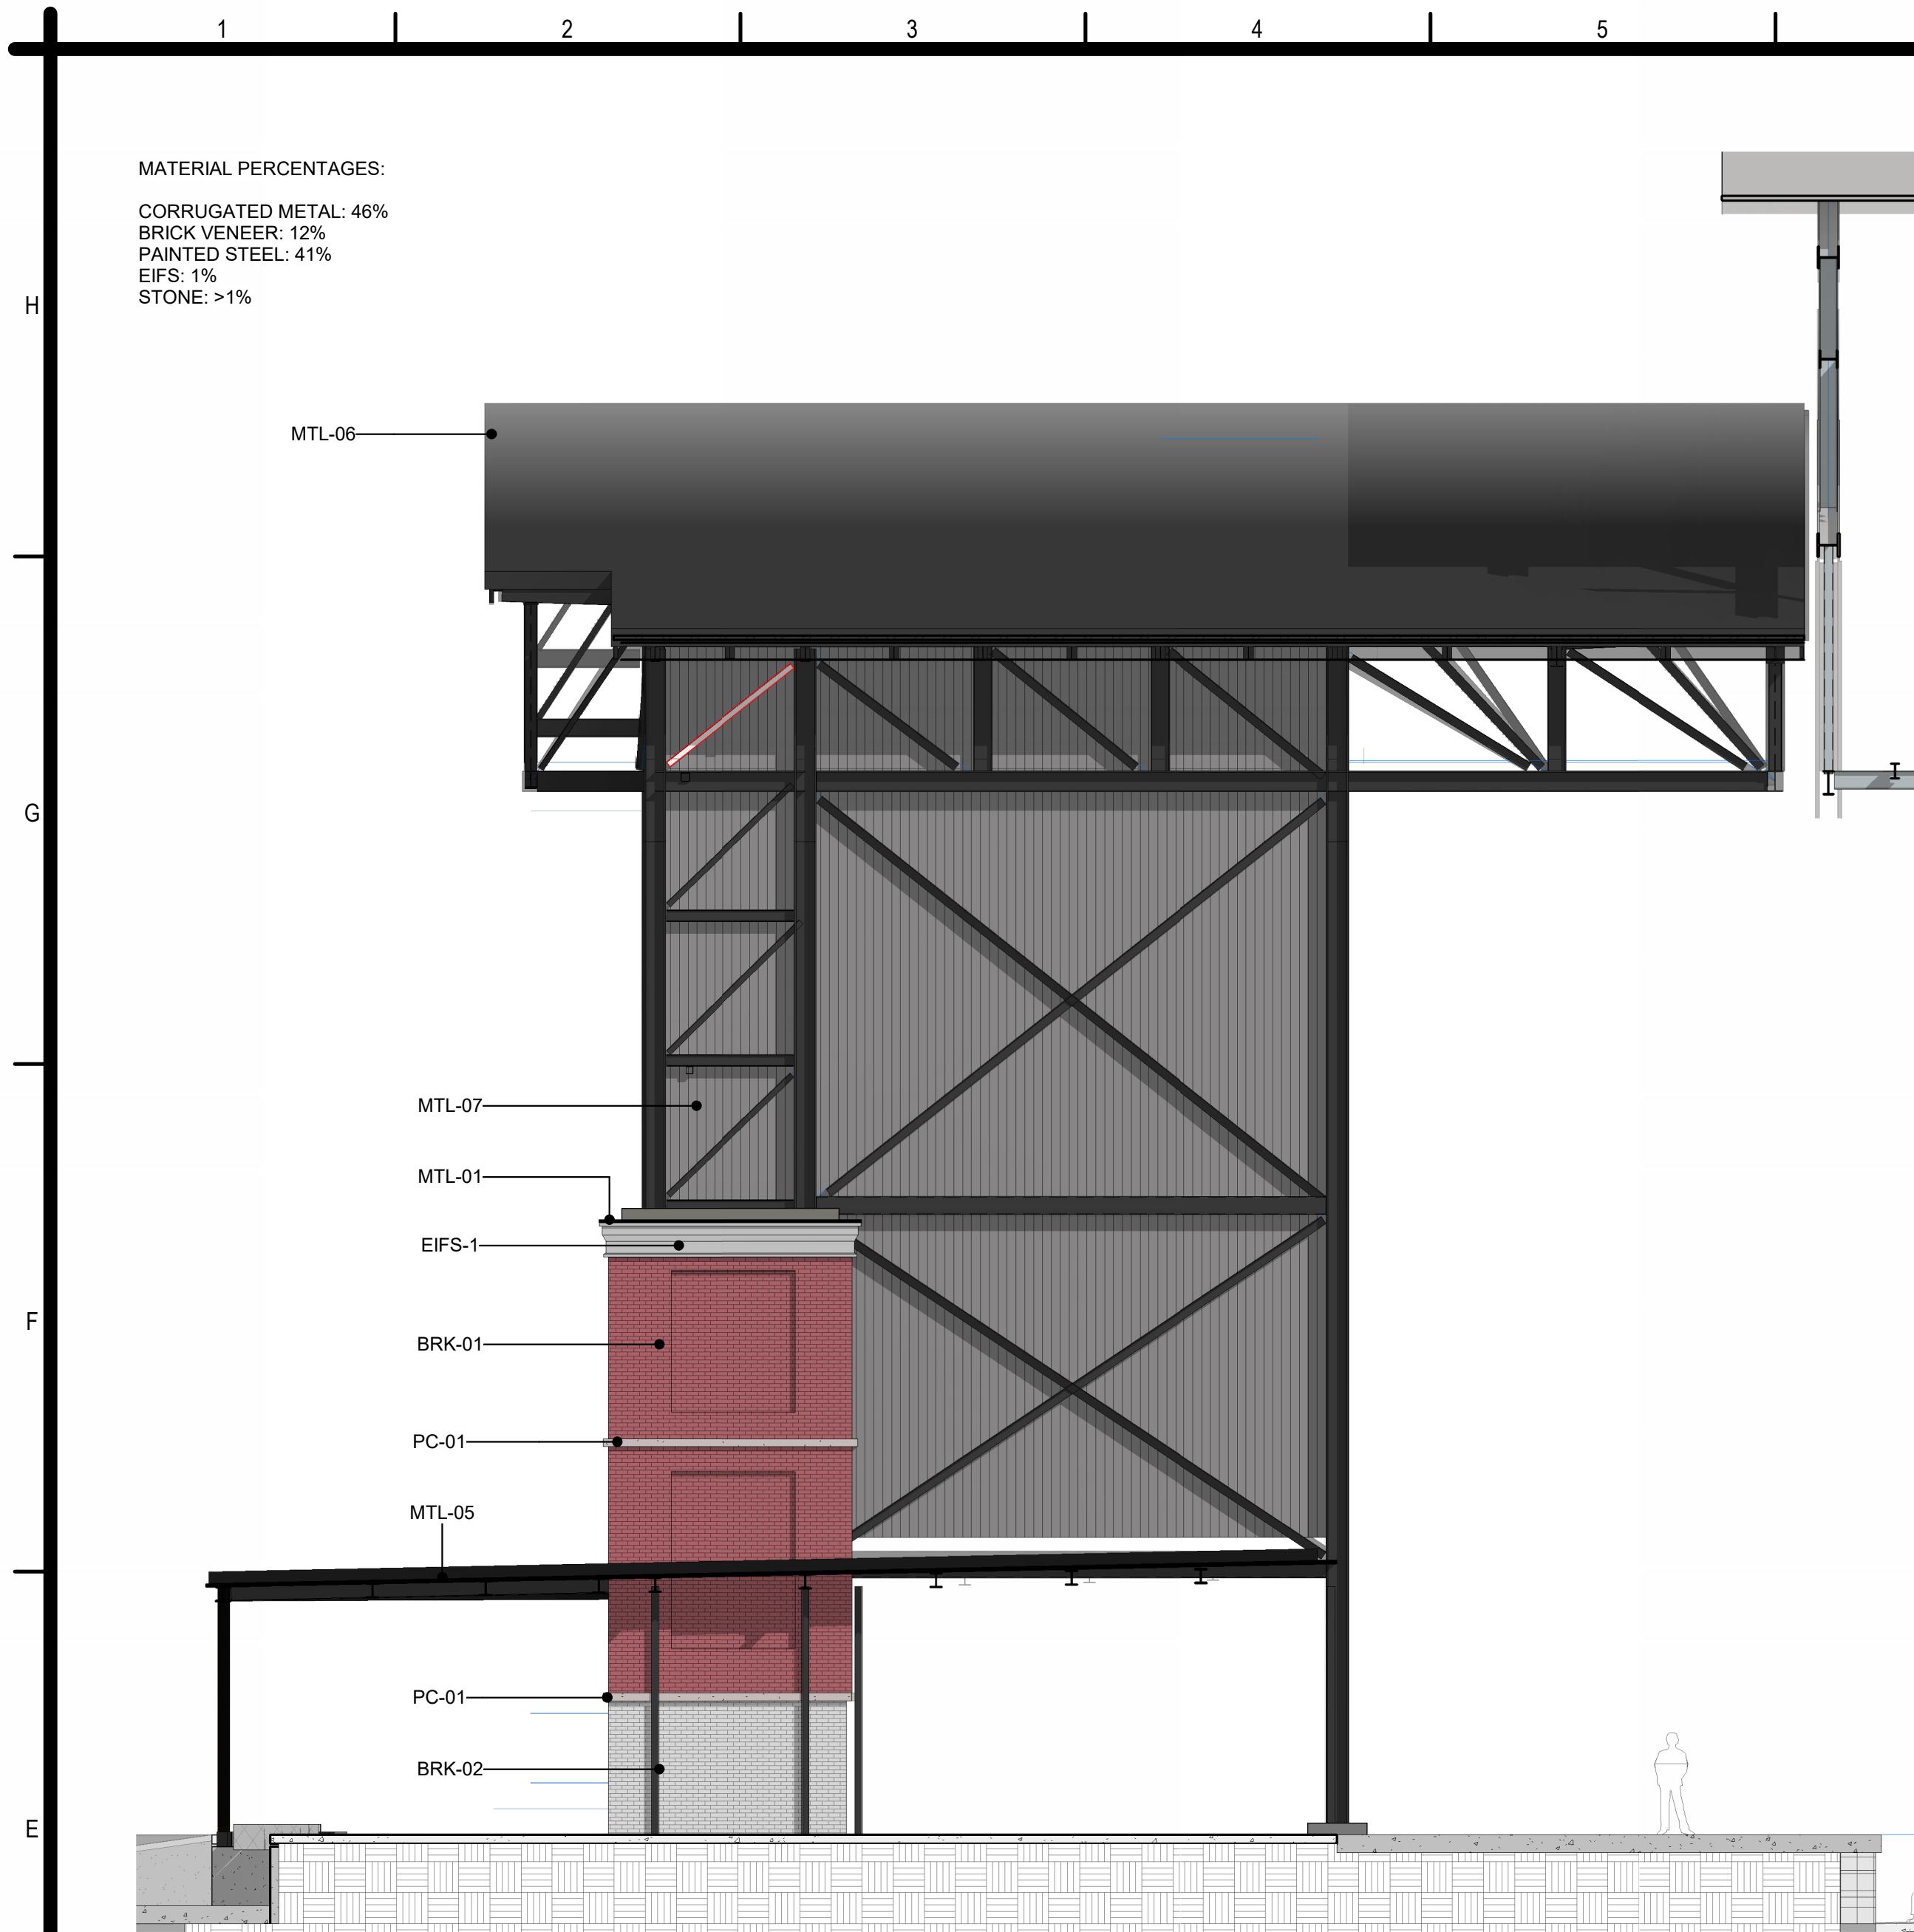 1 2 3 4 5
MATERIAL PERCENTAGES:
CORRUGATED METAL: 46%
BRICK VENEER: 12%
PAINTED STEEL: 41%
EIFS: 1%
STONE: >1%
H
MTL-06
G
MTL-07
MTL-01
EIFS-1
F
BRK-01
PC-01
MTL-05
PC-01
BRK-02
E